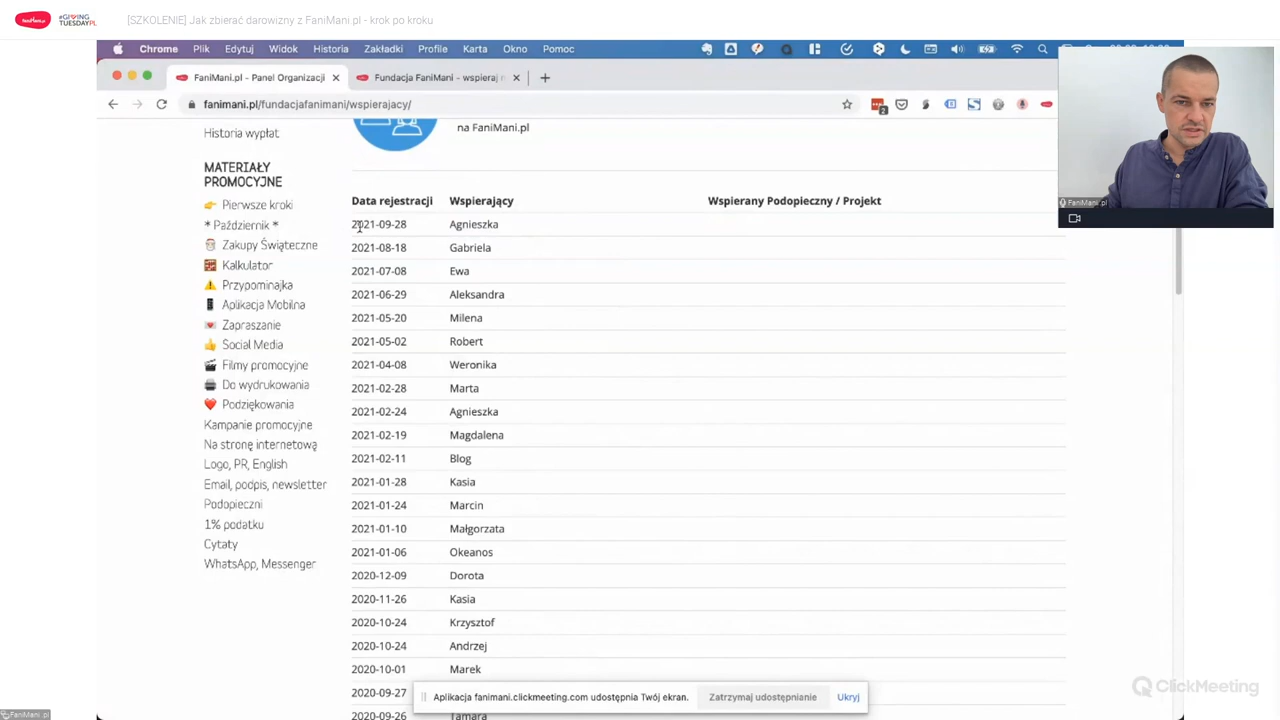 FaniMani
#GIVING
TUESDAYPL
[SZKOLENIE] Jak zbierać darowizny z FaniMani.pl - krok po kroku
Chrome Plik Edytuj Widok Historia Zakładki Profile Karta Okno Pomoc
FaniMani.pl - Panel Organizacji
Fundacja FaniMani - wspieraj
fanimani.pl/fundacjafanimani/wspierajacy/
2
Historia wypłat
na FaniMani.pl
MATERIAŁY
PROMOCYJNE
Pierwsze kroki
* Październik *
Zakupy Świąteczne
Kalkulator
Przypominajka
Aplikacja Mobilna
Zapraszanie
Social Media
Filmy promocyjne
Do wydrukowania
Podziękowania
Kampanie promocyjne
Na stronę internetową
Logo, PR, English
Email, podpis, newsletter
Podopieczni
1% podatku
Cytaty
WhatsApp, Messenger
Data rejestracji Wspierający Wspierany Podopieczny / Projekt
2021-09-28 Agnieszka
2021-08-18 Gabriela
2021-07-08 Ewa
2021-06-29 Aleksandra
2021-05-20 Milena
2021-05-02 Robert
2021-04-08 Weronika
2021-02-28 Marta
2021-02-24 Agnieszka
2021-02-19 Magdalena
2021-02-11 Blog
2021-01-28 Kasia
2021-01-24 Marcin
2021-01-10 Małgorzata
2021-01-06 Okeanos
2020-12-09 Dorota
2020-11-26 Kasia
2020-10-24 Krzysztof
2020-10-24 Andrzej
2020-10-01 Marek
2020-09-27
2020-09-26 Tamara
Aplikacja fanimani.clickmeeting.com udostępnia Twój ekran. Zatrzymaj udostępnianie Ukryj
FaniMani .pl
ClickMeeting
FaniMani .pl